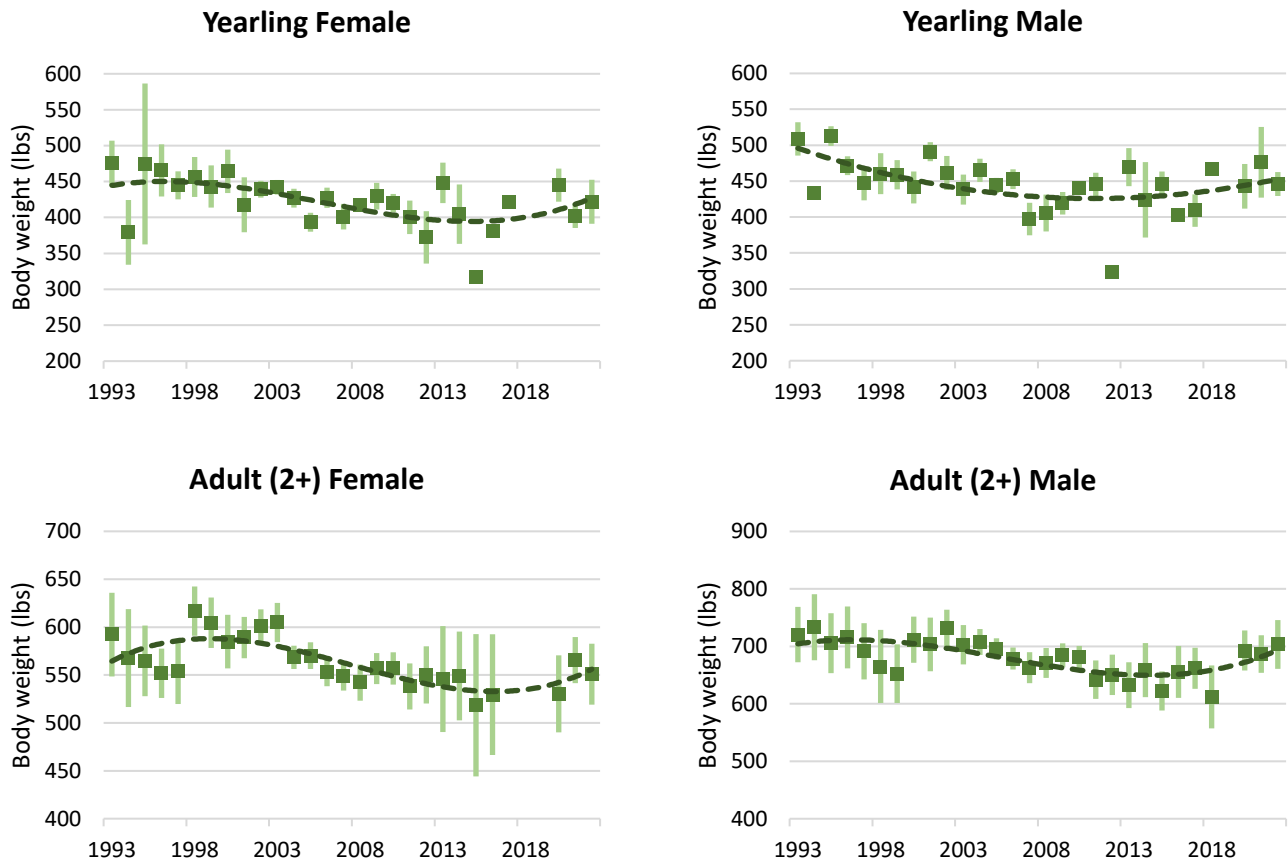 Yearling Female
Body weight (lbs)
600
550
500
450
400
350
300
250
200
1993 1998 2003 2008 2013 2018
Yearling Male
Body weight (lbs)
600
550
500
450
400
350
300
250
200
1993 1998 2003 2008 2013 2018
Adult (2+) Female
Body weight (lbs)
700
650
600
550
500
450
400
1993 1998 2003 2008 2013 2018
Adult (2+) Male
Body weight (lbs)
900
800
700
600
500
400
1993 1998 2003 2008 2013 2018